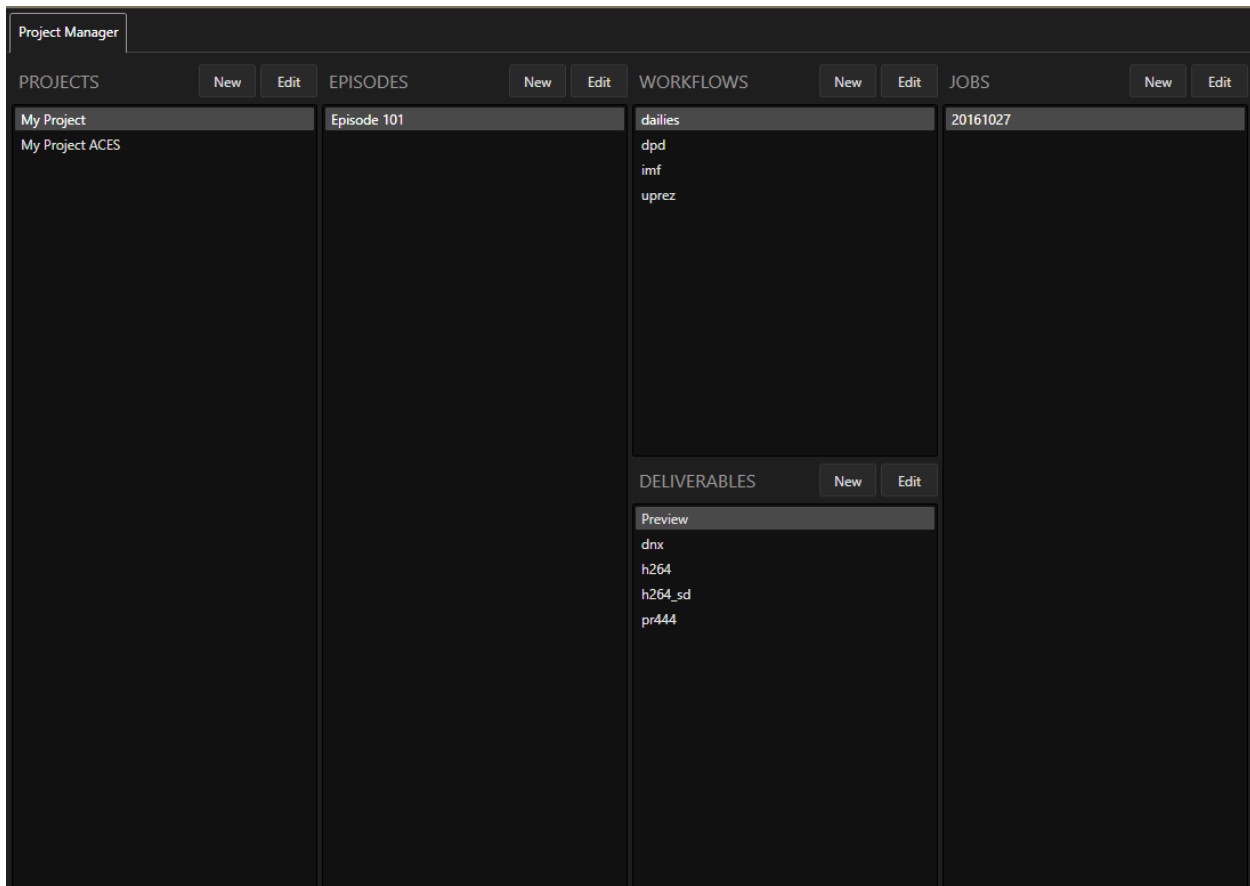 Project Manager
PROJECTS New Edit EPISODES New Edit WORKFLOWS New Edit JOBS New Edit
My Project Episode 101 dailies 20161027
My Project ACES dpd
imf
uprez
DELIVERABLES New Edit
Preview
dnx
h264
h264_sd
pr444